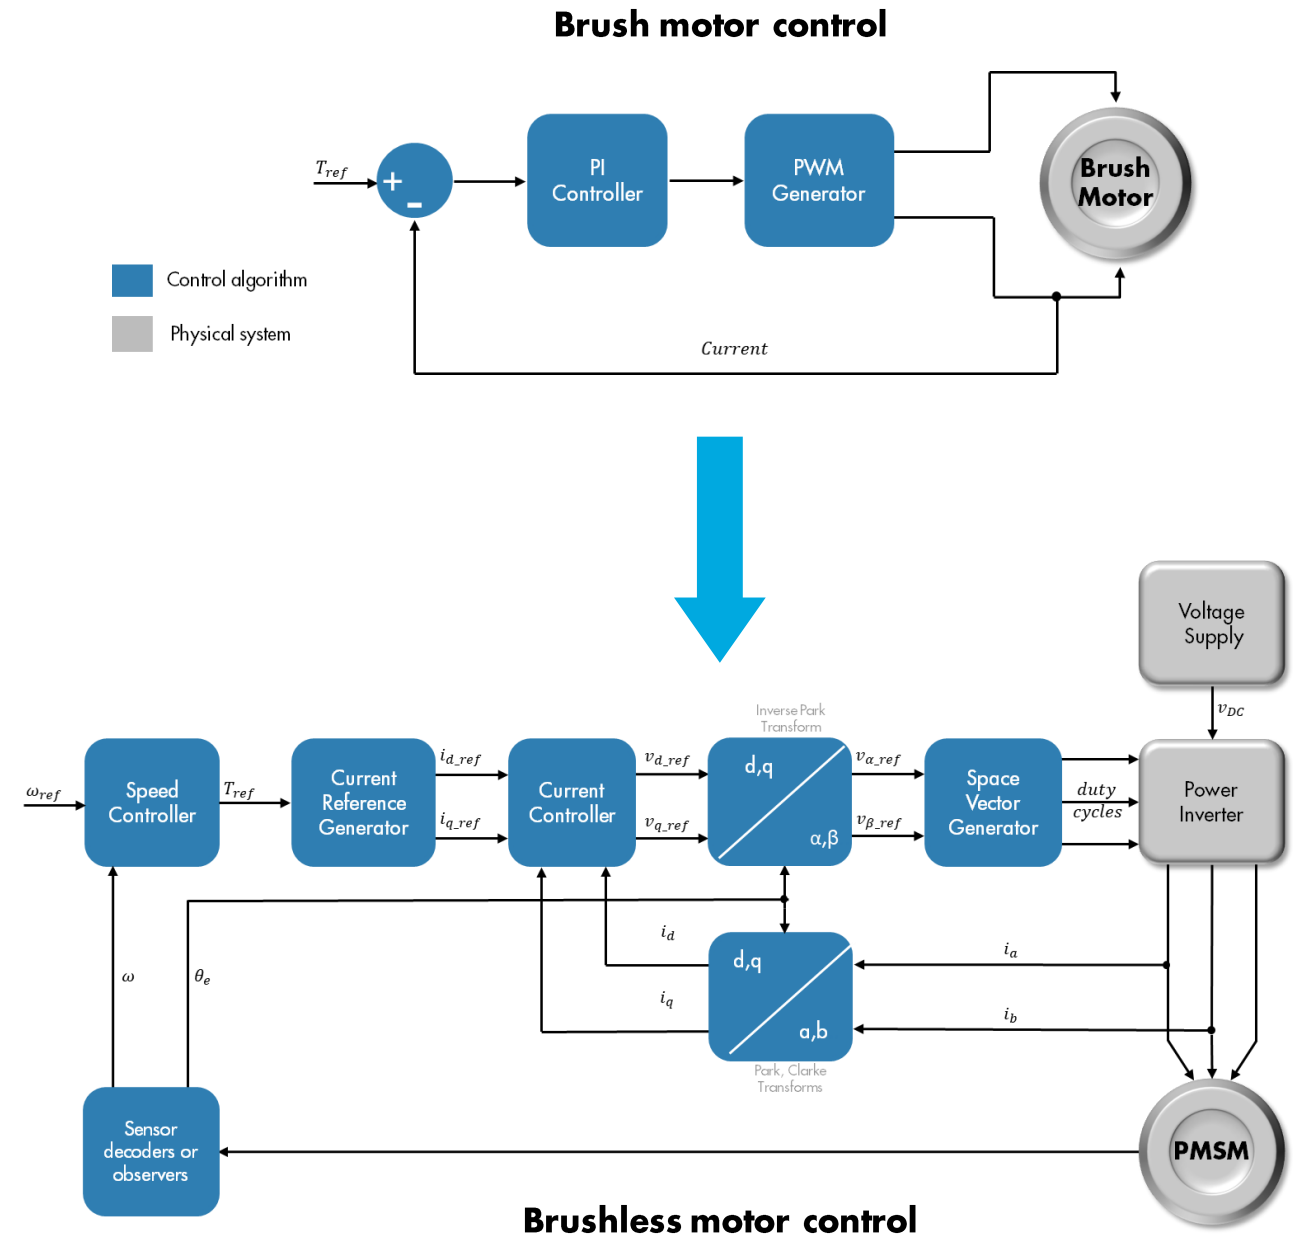 Brush motor control
T_ref
+
-
PI
Controller
PWM
Generator
Brush
Motor
Control algorithm
Physical system
Current
Voltage
Supply
v_DC
Inverse Park
Transform
ω_ref
Speed
Controller
T_ref
Current
Reference
Generator
i_d_ref
i_q_ref
Current
Controller
v_d_ref
v_q_ref
d,q
α,β
v_α_ref
v_β_ref
Space
Vector
Generator
duty
cycles
Power
Inverter
ω
θ_e
i_d
i_q
d,q
a,b
i_a
i_b
Park, Clarke
Transforms
Sensor
decoders or
observers
PMSM
Brushless motor control